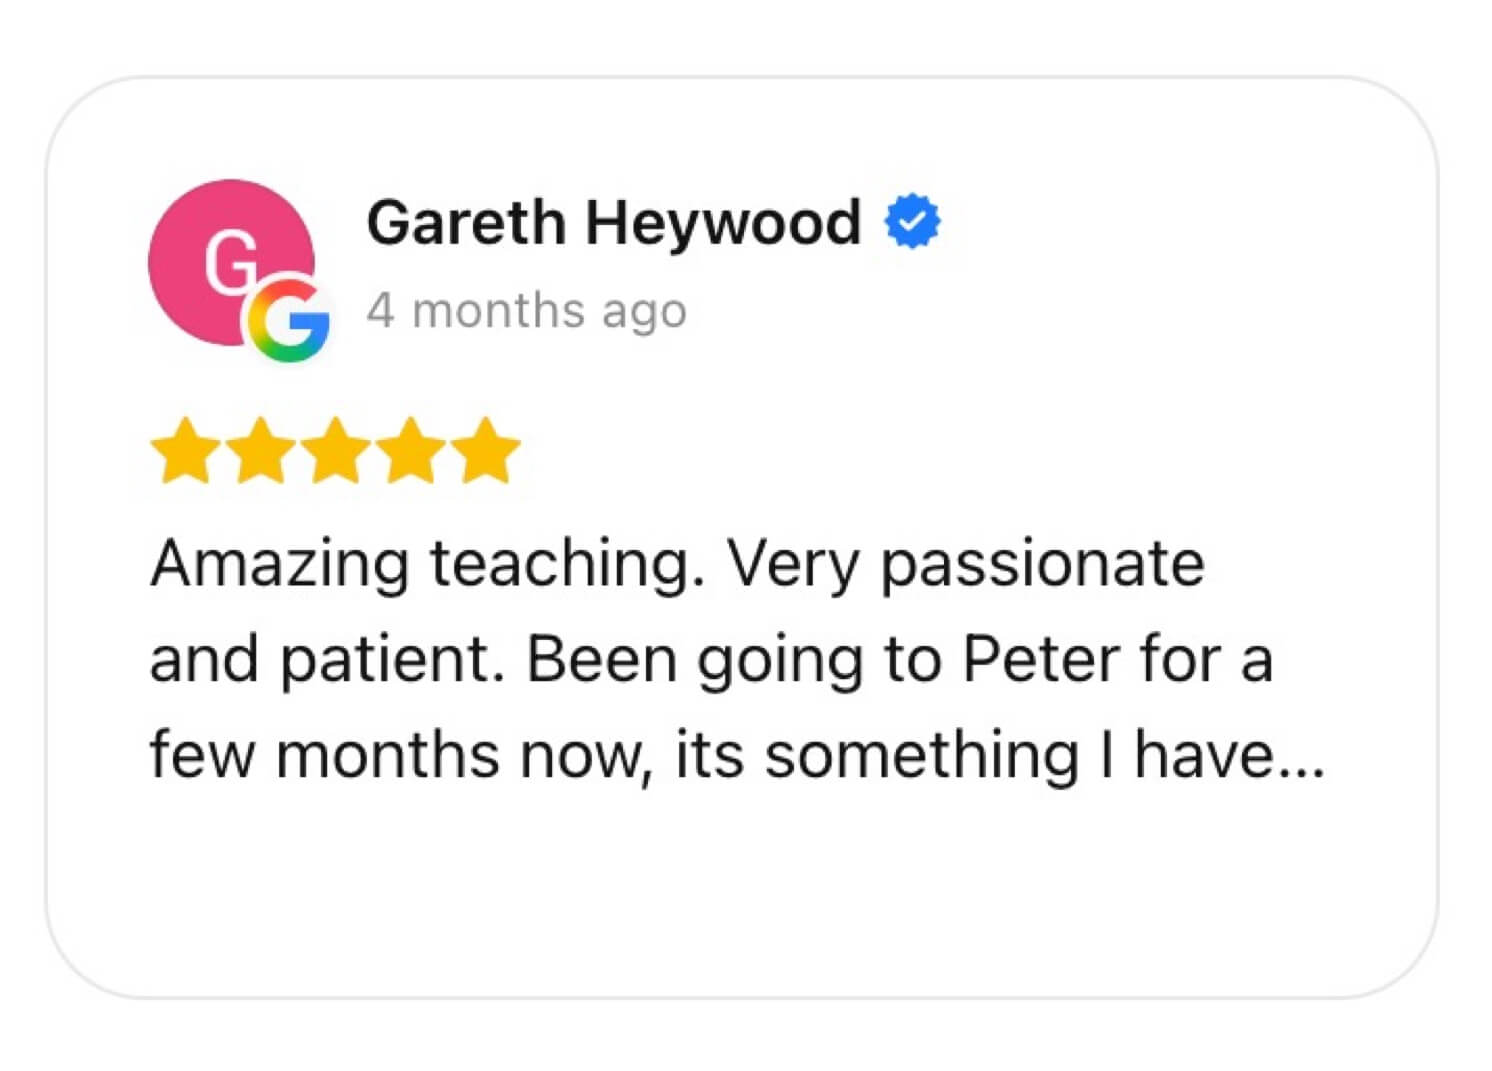 G
G
Gareth Heywood
4 months ago
Amazing teaching. Very passionate
and patient. Been going to Peter for a
few months now, its something I have...